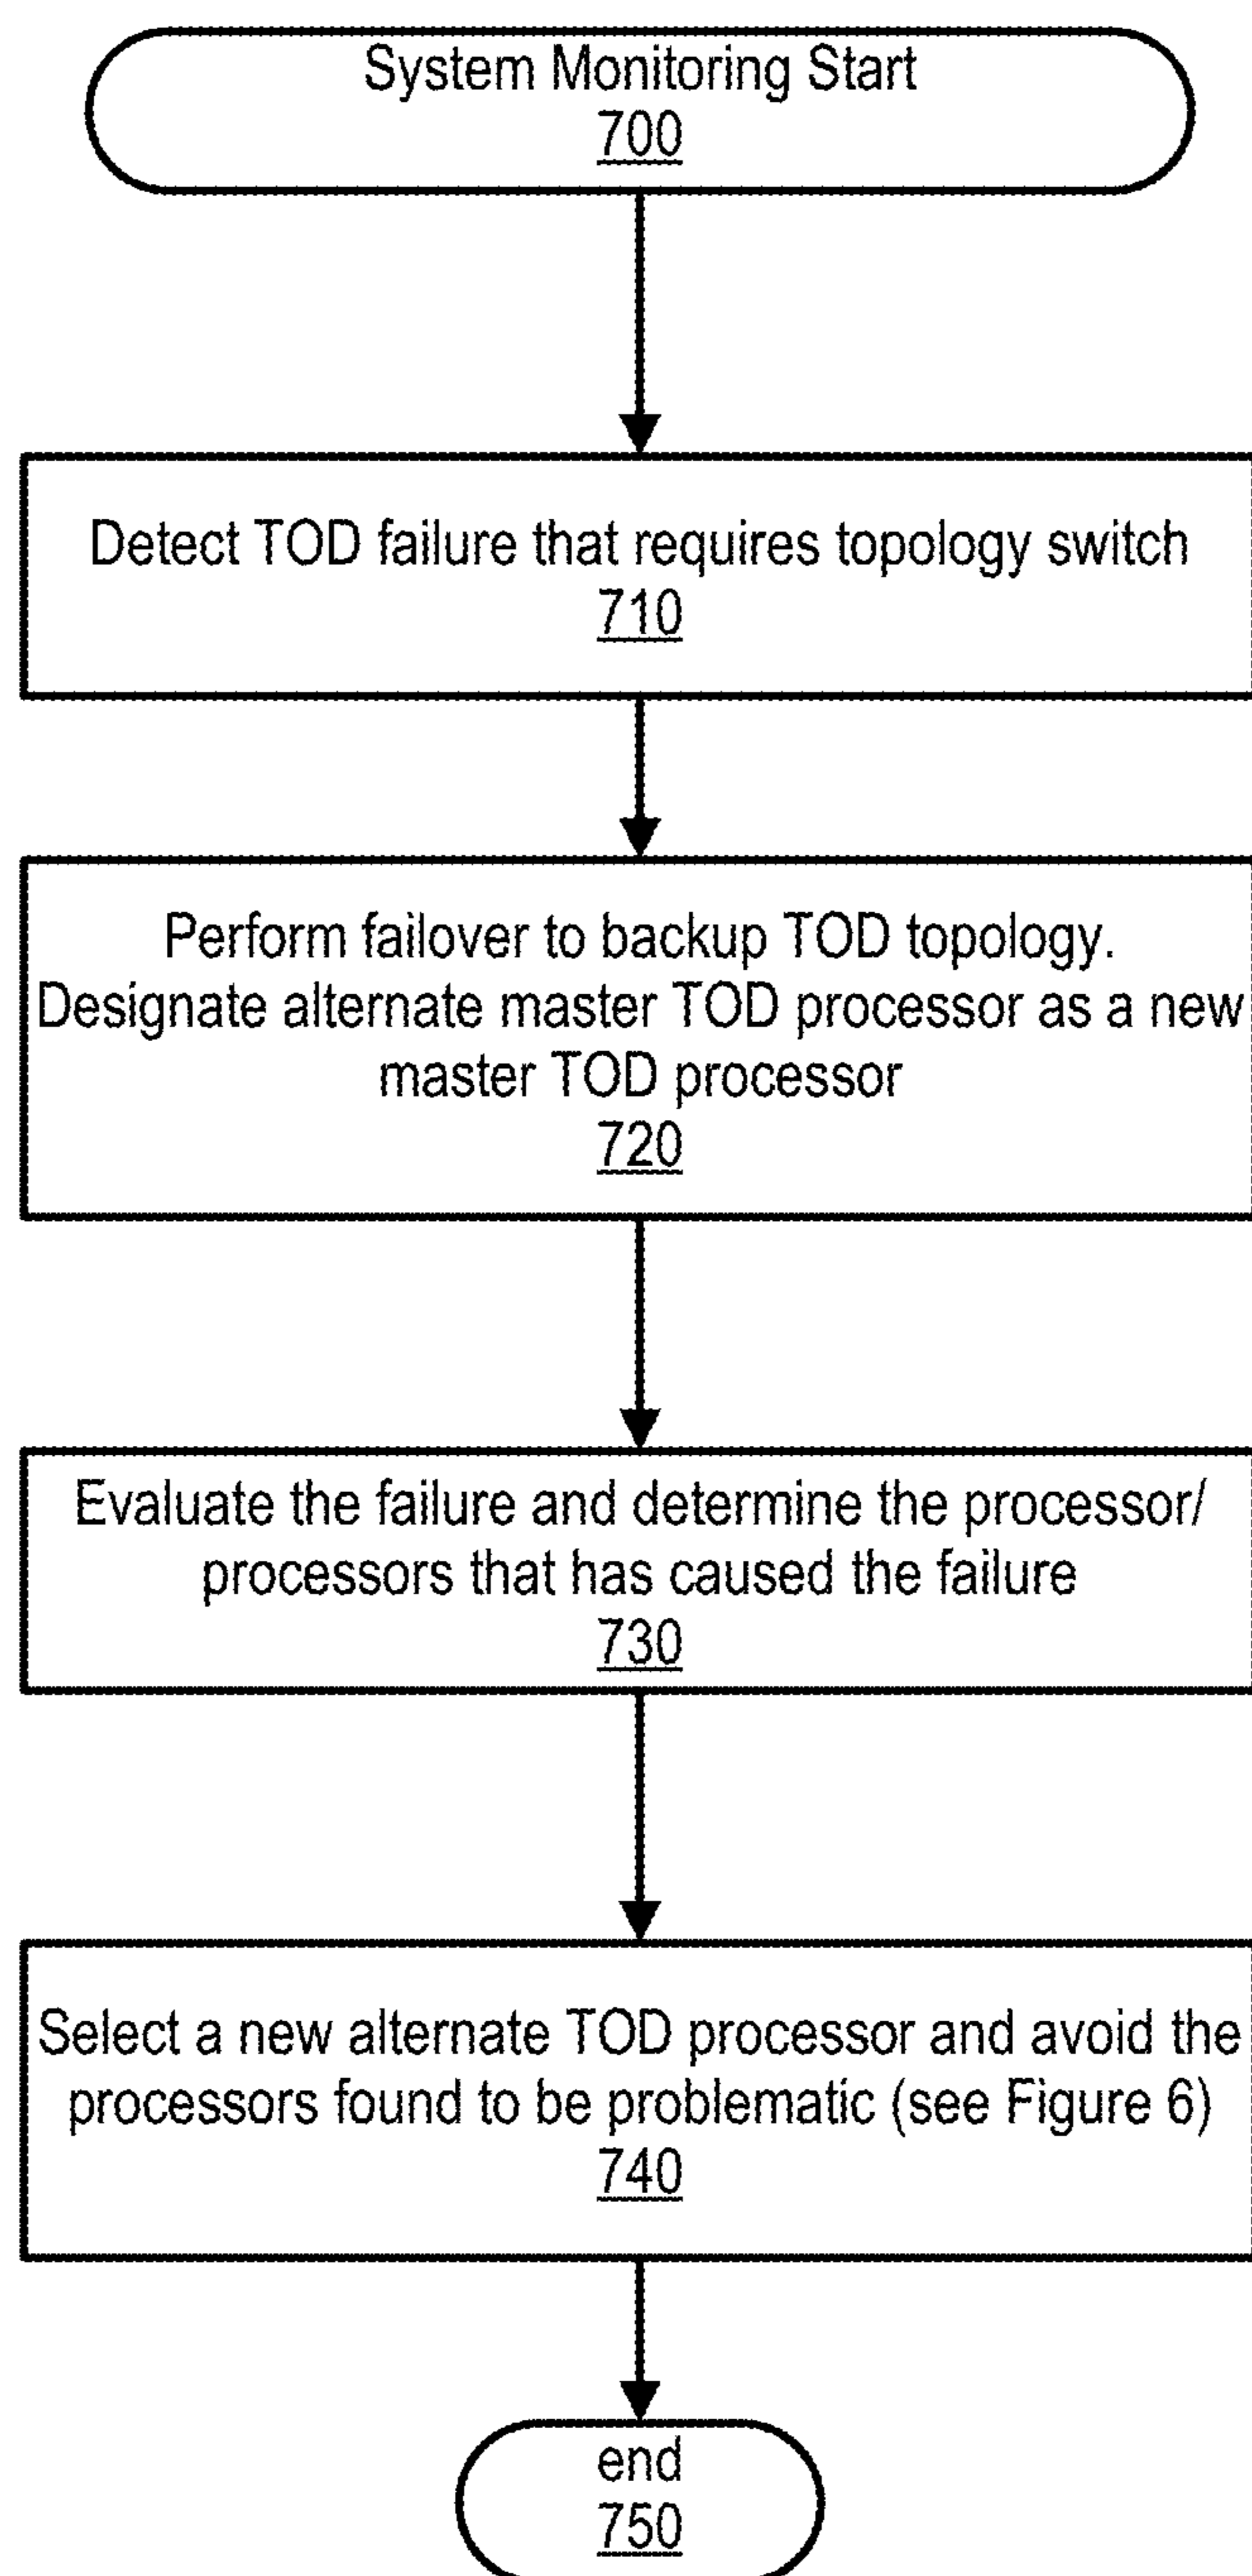 System Monitoring Start
700
Detect TOD failure that requires topology switch
710
Perform failover to backup TOD topology.
Designate alternate master TOD processor as a new
master TOD processor
720
Evaluate the failure and determine the processor/
processors that has caused the failure
730
Select a new alternate TOD processor and avoid the
processors found to be problematic (see Figure 6)
740
end
750